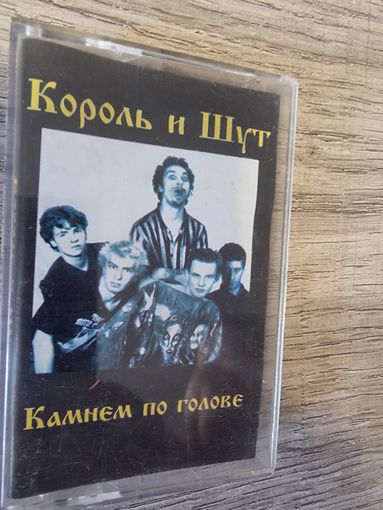 Король и Шут
Камнем по голове